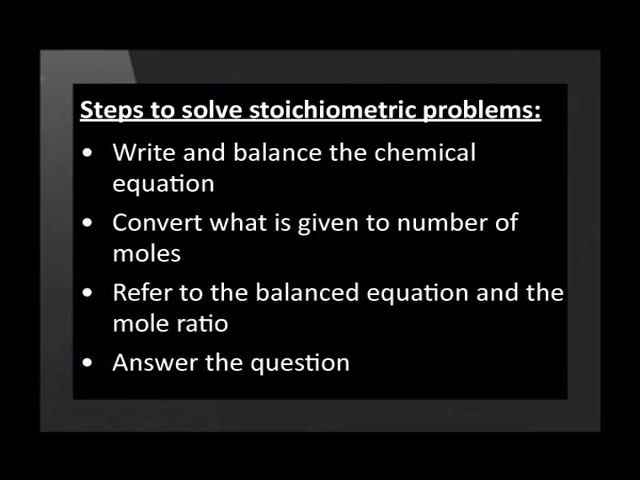 Steps to solve stoichiometric problems:
• Write and balance the chemical
equation
• Convert what is given to number of
moles
• Refer to the balanced equation and the
mole ratio
• Answer the question